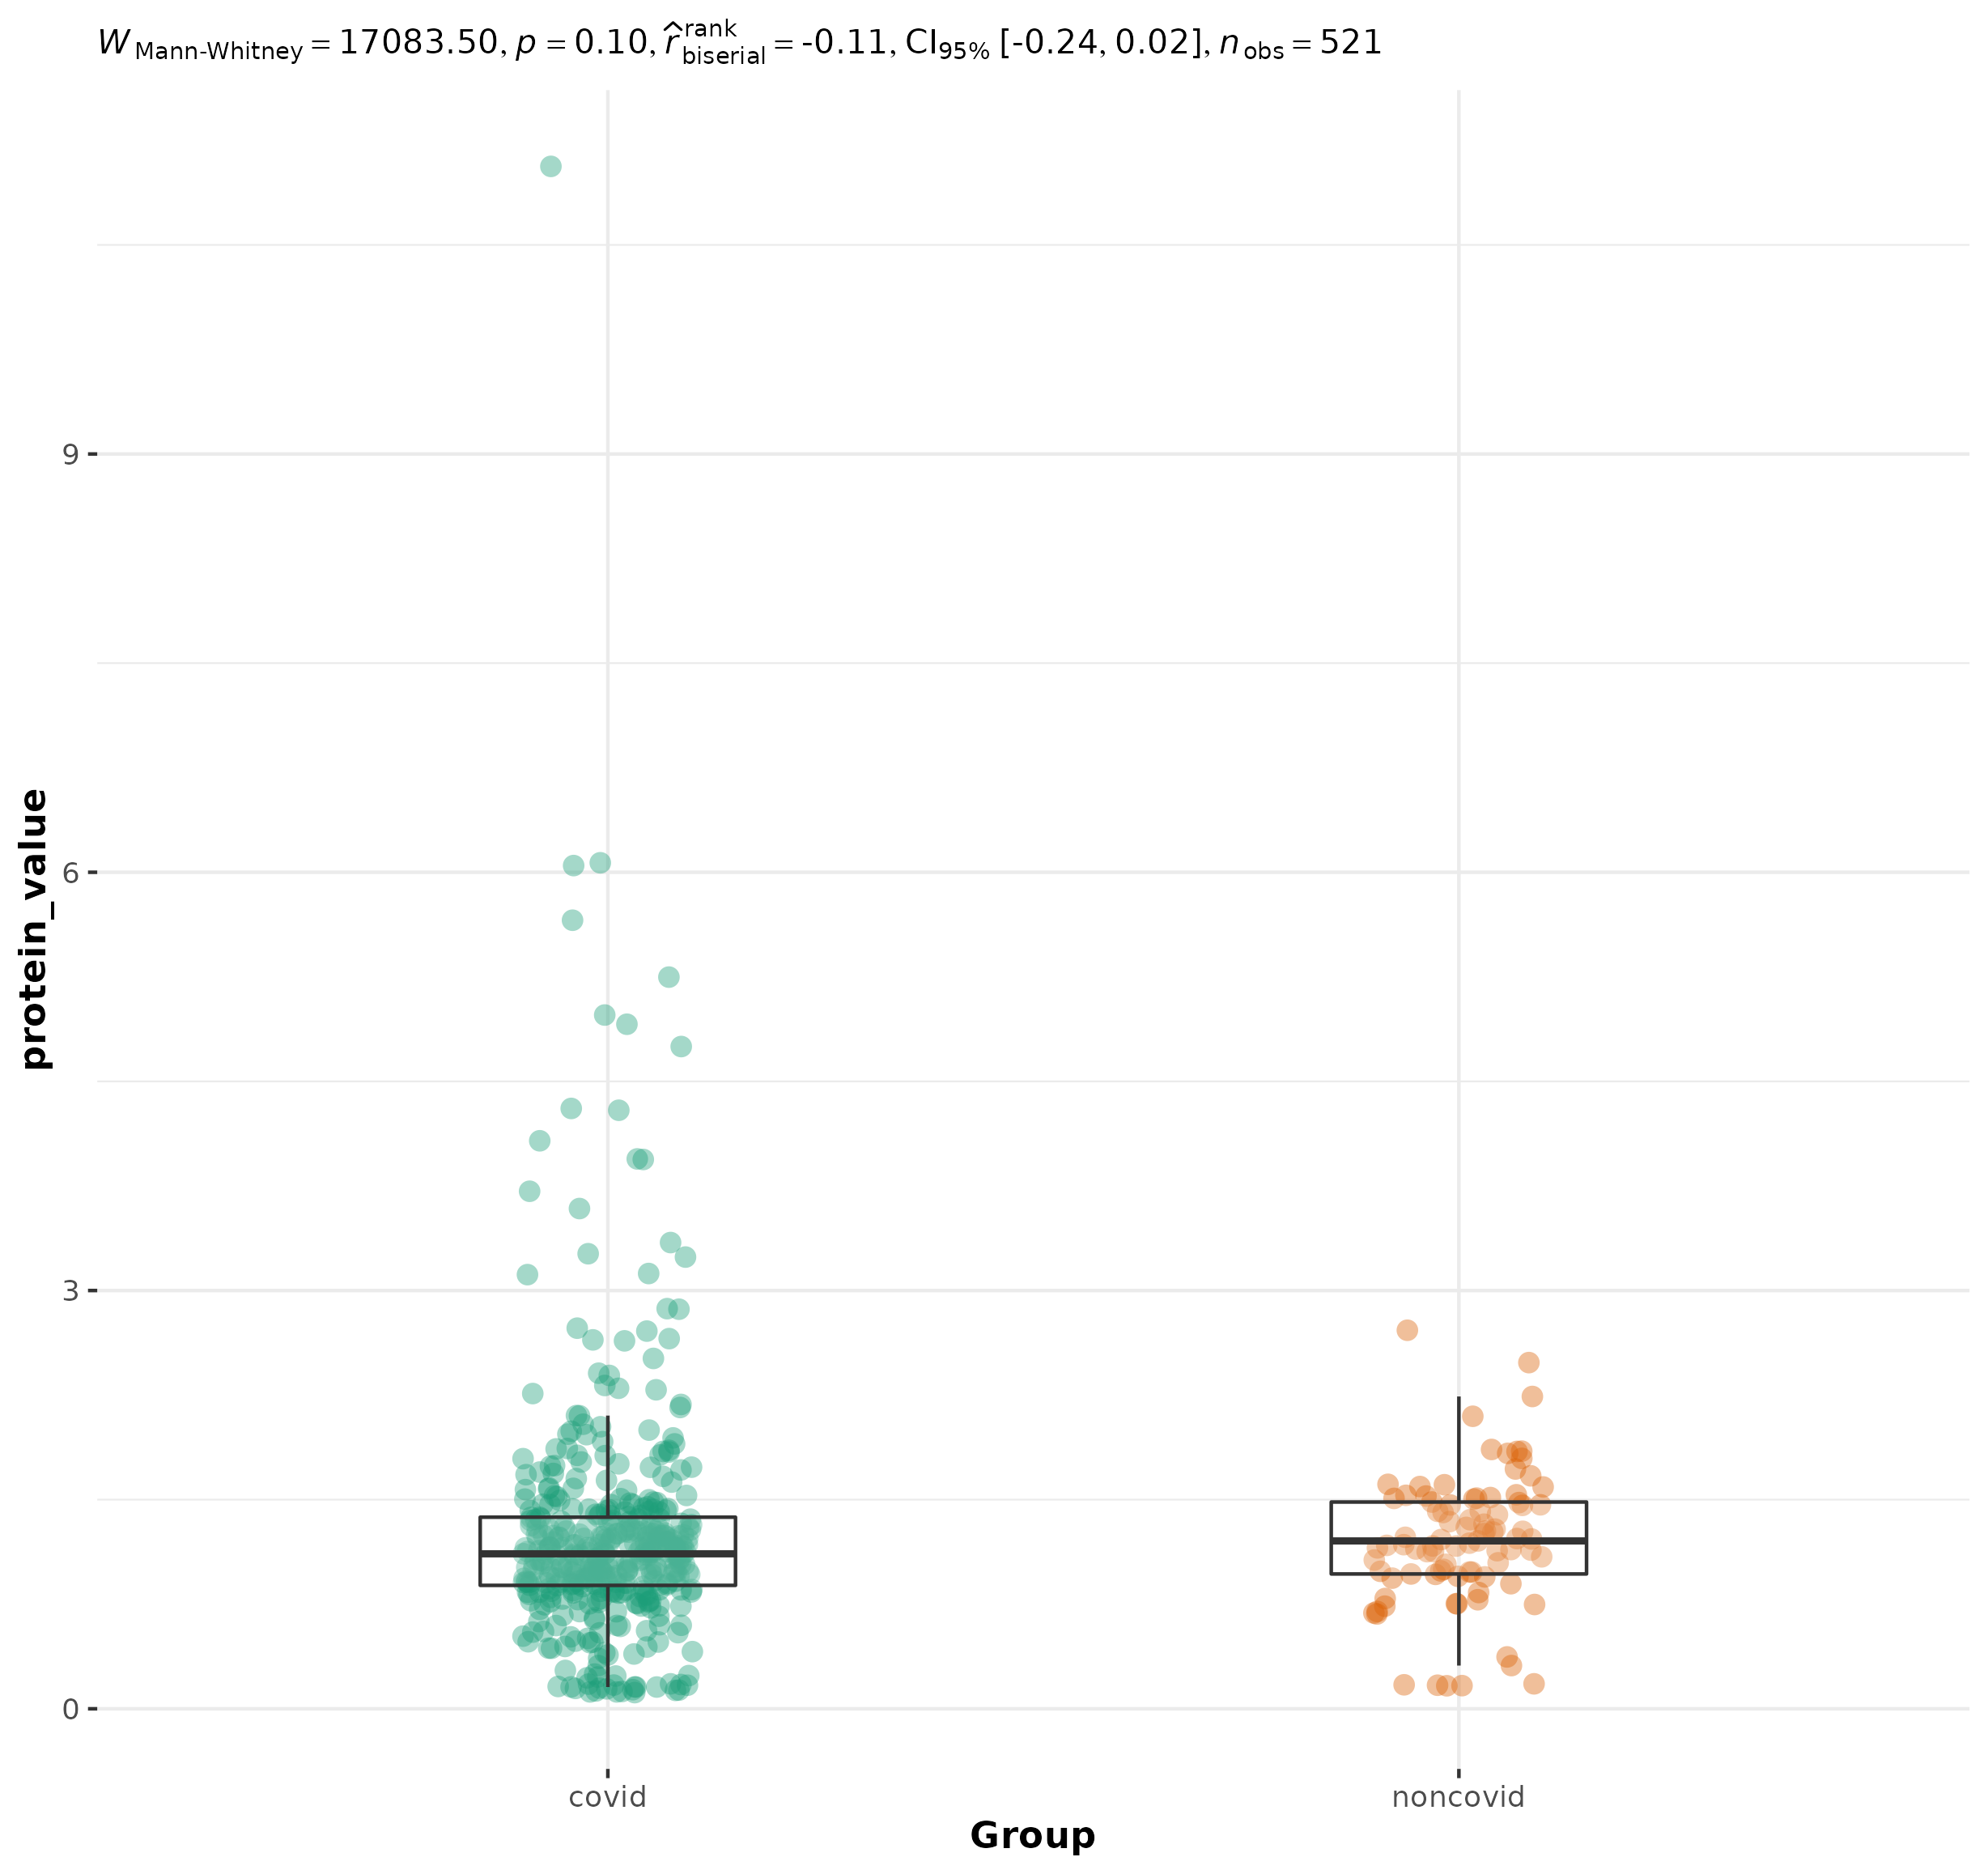 W Mann-Whitney = 17083.50, p = 0.10, r̂ rank biserial = -0.11, CI95% [-0.24, 0.02], n obs = 521
protein_value
9
6
3
0
covid noncovid
Group